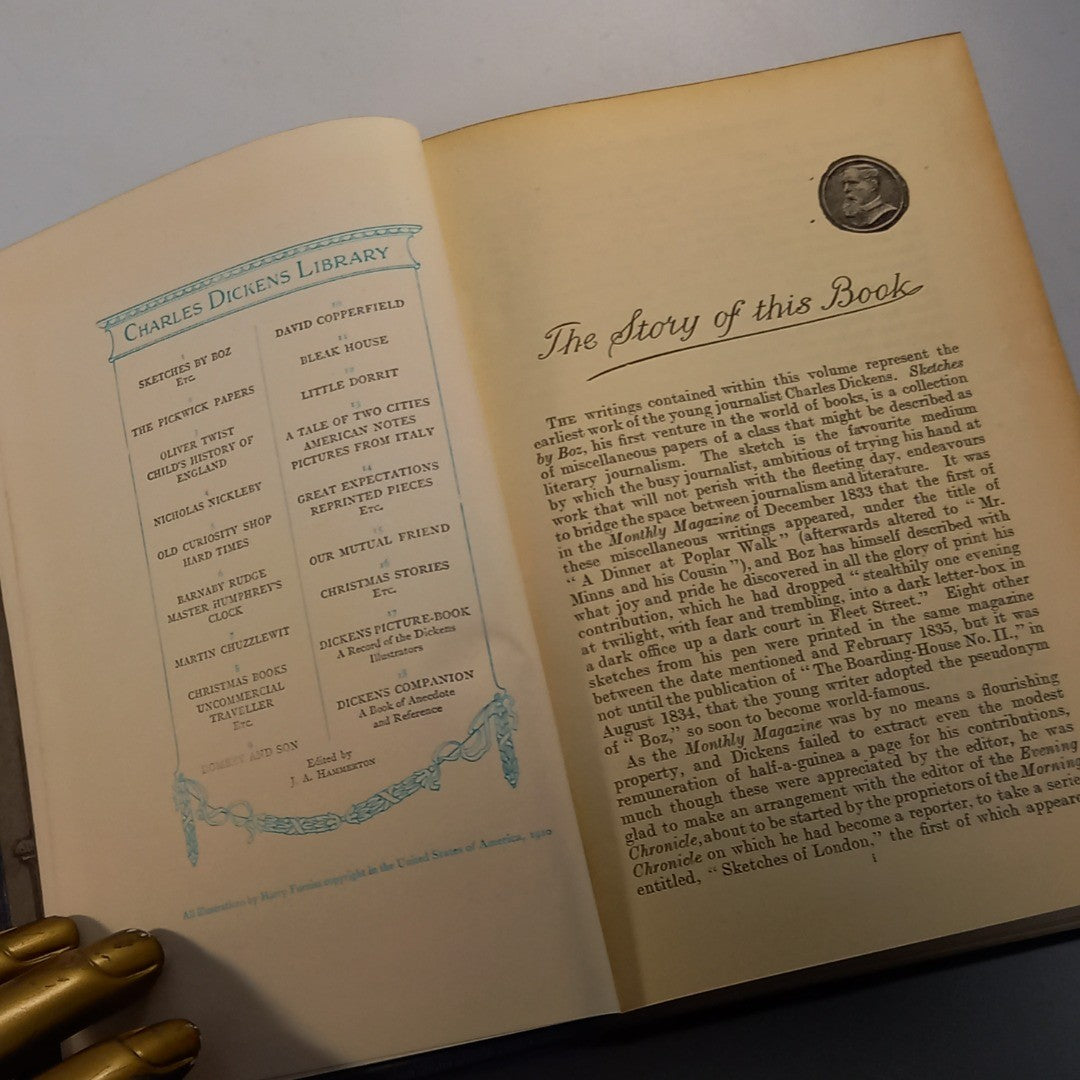 CHARLES DICKENS LIBRARY
1
SKETCHES BY BOZ
Etc.
2
THE PICKWICK PAPERS
3
OLIVER TWIST
CHILD'S HISTORY OF
ENGLAND
4
NICHOLAS NICKLEBY
5
OLD CURIOSITY SHOP
HARD TIMES
6
BARNABY RUDGE
MASTER HUMPHREY'S
CLOCK
7
MARTIN CHUZZLEWIT
8
CHRISTMAS BOOKS
UNCOMMERCIAL
TRAVELLER
Etc.
9
DOMBEY AND SON
10
DAVID COPPERFIELD
11
BLEAK HOUSE
12
LITTLE DORRIT
13
A TALE OF TWO CITIES
AMERICAN NOTES
PICTURES FROM ITALY
14
GREAT EXPECTATIONS
REPRINTED PIECES
Etc.
15
OUR MUTUAL FRIEND
16
CHRISTMAS STORIES
Etc.
17
DICKENS PICTURE-BOOK
A Record of the Dickens
Illustrators
18
DICKENS COMPANION
A Book of Anecdote
and Reference
Edited by
J. A. HAMMERTON
All illustrations by Harry Furniss copyright in the United States of America, 1910
The Story of this Book
THE writings contained within this volume represent the
earliest work of the young journalist Charles Dickens. Sketches
by Boz, his first venture in the world of books, is a collection
of miscellaneous papers of a class that might be described as
literary journalism. The sketch is the favourite medium
by which the busy journalist, ambitious of trying his hand at
work that will not perish with the fleeting day, endeavours
to bridge the space between journalism and literature. It was
in the Monthly Magazine of December 1833 that the first of
these miscellaneous writings appeared, under the title of
"A Dinner at Poplar Walk" (afterwards altered to "Mr.
Minns and his Cousin"), and Boz has himself described with
what joy and pride he discovered in all the glory of print his
contribution, which he had dropped "stealthily one evening
at twilight, with fear and trembling, into a dark letter-box in
a dark office up a dark court in Fleet Street." Eight other
sketches from his pen were printed in the same magazine
between the date mentioned and February 1835, but it was
not until the publication of "The Boarding-House No. II.," in
August 1834, that the young writer adopted the pseudonym
of "Boz," so soon to become world-famous.
As the Monthly Magazine was by no means a flourishing
property, and Dickens failed to extract even the modest
remuneration of half-a-guinea a page for his contributions,
much though these were appreciated by the editor, he was
glad to make an arrangement with the editor of the Evening
Chronicle, about to be started by the proprietors of the Morning
Chronicle on which he had become a reporter, to take a serie
entitled, "Sketches of London," the first of which appeare
i